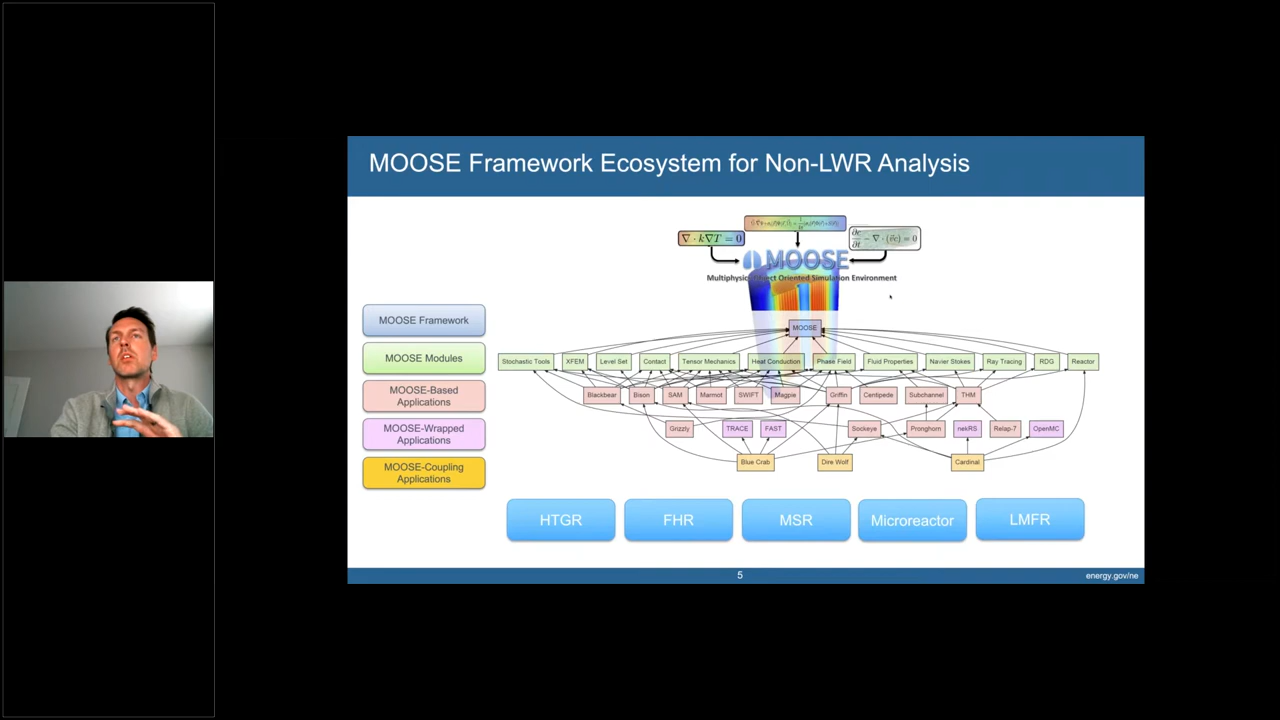 MOOSE Framework Ecosystem for Non-LWR Analysis
∇ · k∇T = 0
∂c/∂t − ∇ · (v⃗c) = 0
MOOSE
Multiphysics Object Oriented Simulation Environment
MOOSE Framework
MOOSE Modules
MOOSE-Based
Applications
MOOSE-Wrapped
Applications
MOOSE-Coupling
Applications
MOOSE
Stochastic Tools XFEM Level Set Contact Tensor Mechanics Heat Conduction Phase Field Fluid Properties Navier Stokes Ray Tracing RDG Reactor
Blackbear Bison SAM Marmot SWIFT Magpie Griffin Centipede Subchannel THM
Grizzly TRACE FAST Sockeye Pronghorn nekRS Relap-7 OpenMC
Blue Crab Dire Wolf Cardinal
HTGR FHR MSR Microreactor LMFR
5
energy.gov/ne